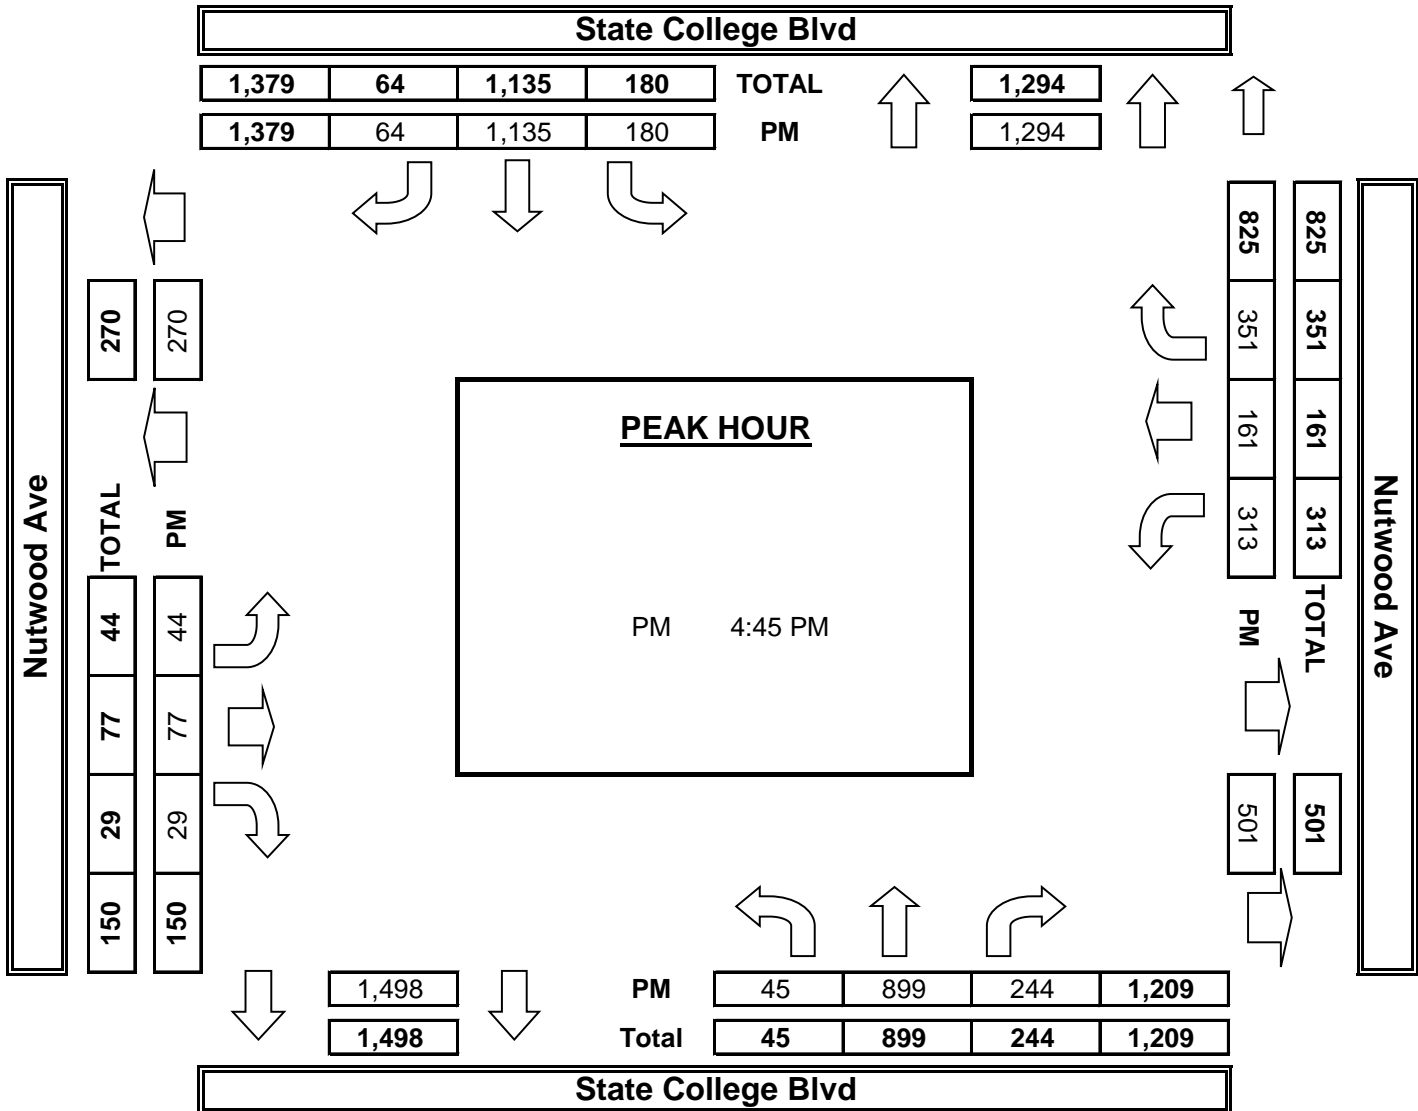 State College Blvd
1,379 64 1,135 180 TOTAL 1,294
1,379 64 1,135 180 PM 1,294
Nutwood Ave
TOTAL PM
270 270
44 44
77 77
29 29
150 150
PEAK HOUR
PM 4:45 PM
825 825
351 351
161 161
313 313
PM TOTAL
501 501
Nutwood Ave
1,498 PM 45 899 244 1,209
1,498 Total 45 899 244 1,209
State College Blvd